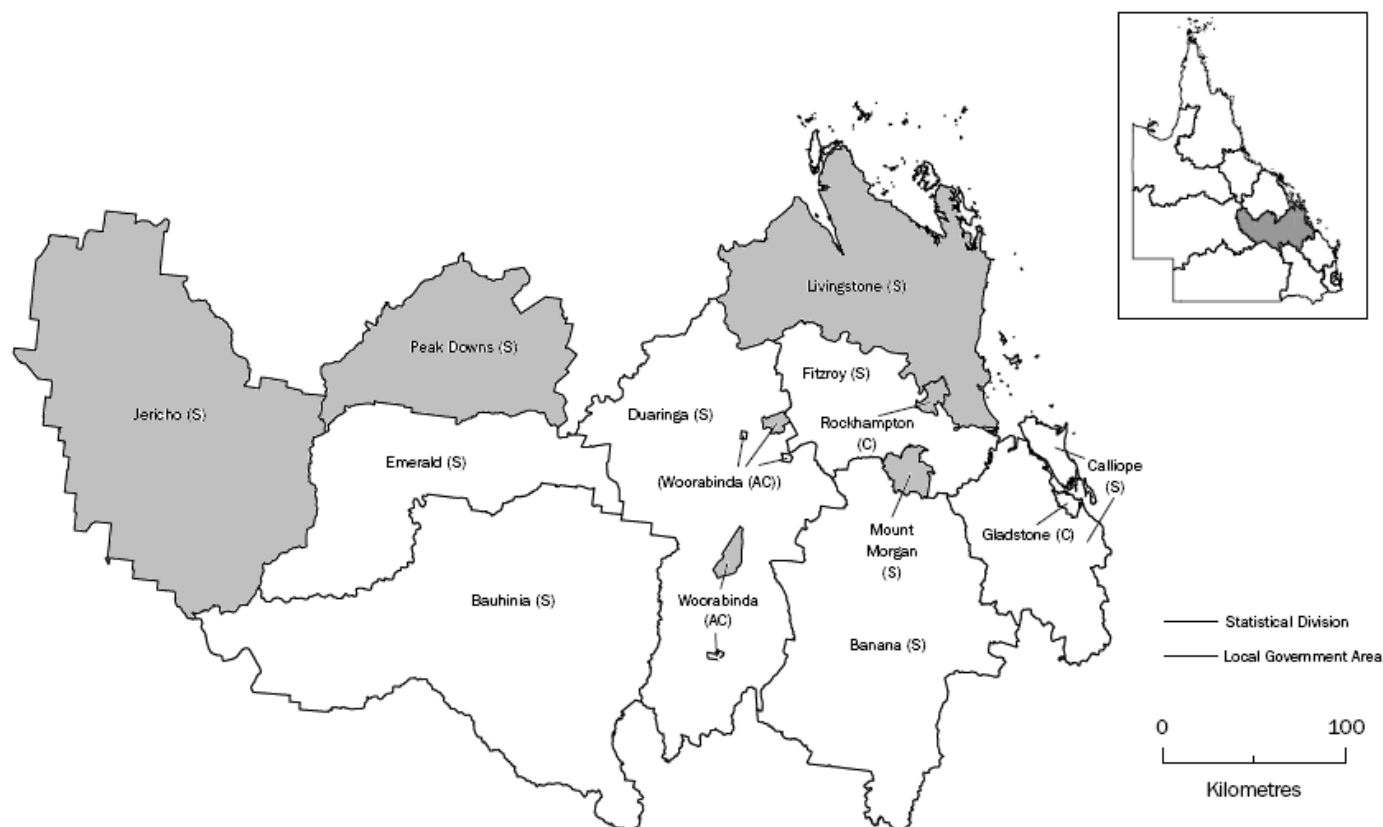 Livingstone (S)
Peak Downs (S)
Fitzroy (S)
Jericho (S)
Duaringa (S)
Rockhampton
(C)
Emerald (S)
(Woorabinda (AC))
Calliope
(S)
Mount
Morgan
(S)
Gladstone (C)
Bauhinia (S)
Woorabinda
(AC)
Banana (S)
Statistical Division
Local Government Area
0 100
Kilometres